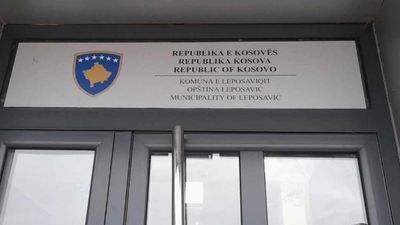 REPUBLIKA E KOSOVËS
REPUBLIKA KOSOVA
REPUBLIC OF KOSOVO
KOMUNA E LEPOSAVIQIT
OPŠTINA LEPOSAVIĆ
MUNICIPALITY OF LEPOSAVIC